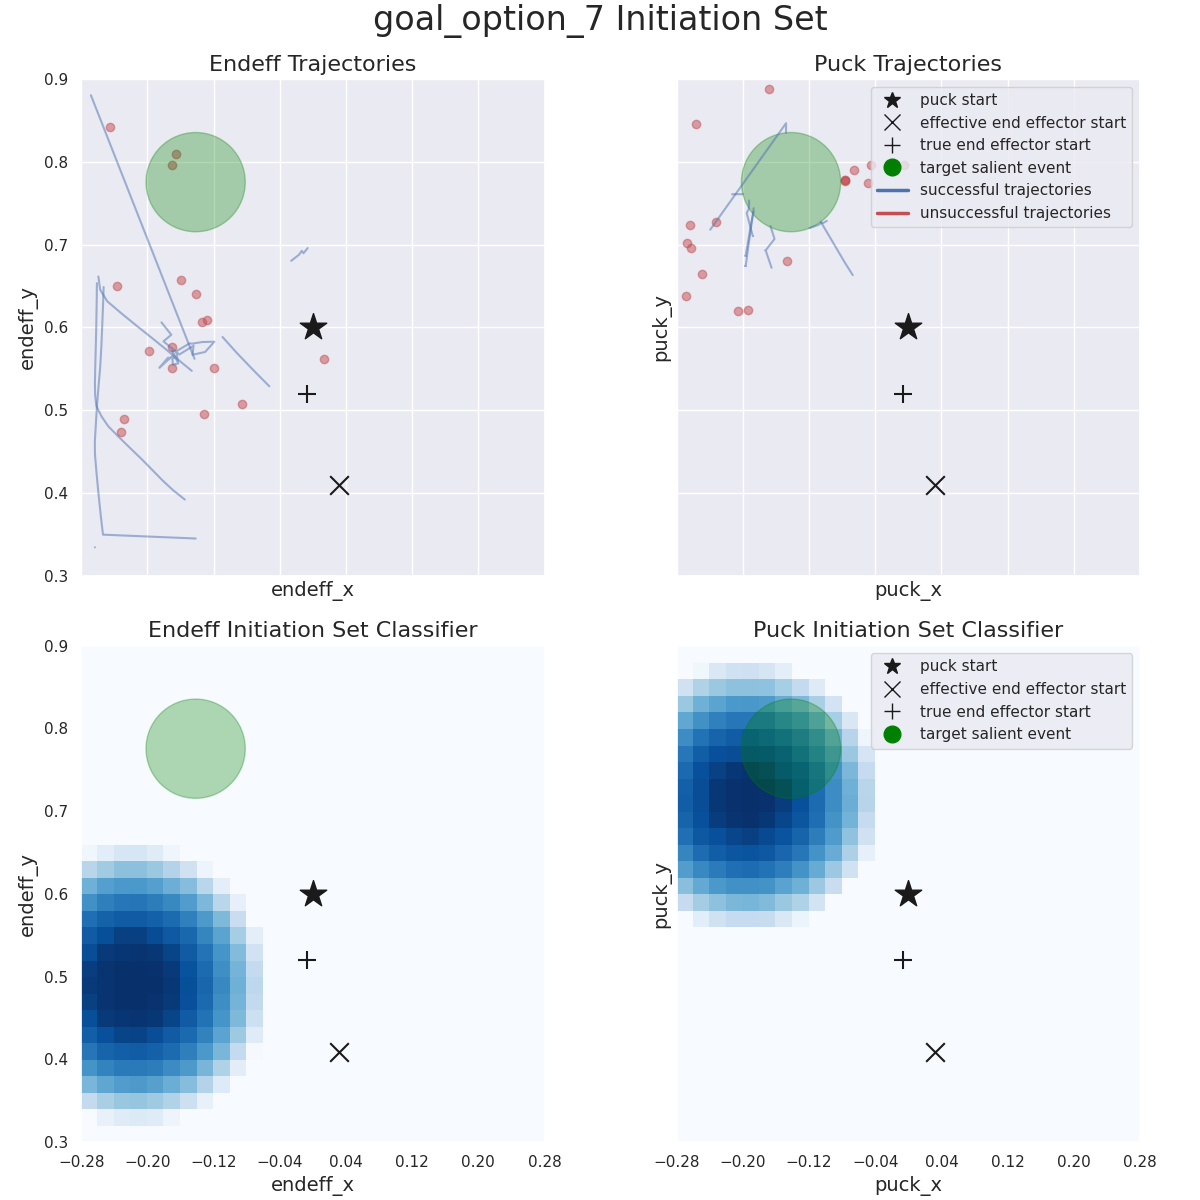 goal_option_7 Initiation Set
Endeff Trajectories
Puck Trajectories
0.9
0.8
0.7
0.6
0.5
0.4
0.3
endeff_y
endeff_x
puck start
effective end effector start
true end effector start
target salient event
successful trajectories
unsuccessful trajectories
puck_y
puck_x
Endeff Initiation Set Classifier
Puck Initiation Set Classifier
0.9
0.8
0.7
0.6
0.5
0.4
0.3
endeff_y
−0.28 −0.20 −0.12 −0.04 0.04 0.12 0.20 0.28
endeff_x
puck start
effective end effector start
true end effector start
target salient event
puck_y
−0.28 −0.20 −0.12 −0.04 0.04 0.12 0.20 0.28
puck_x